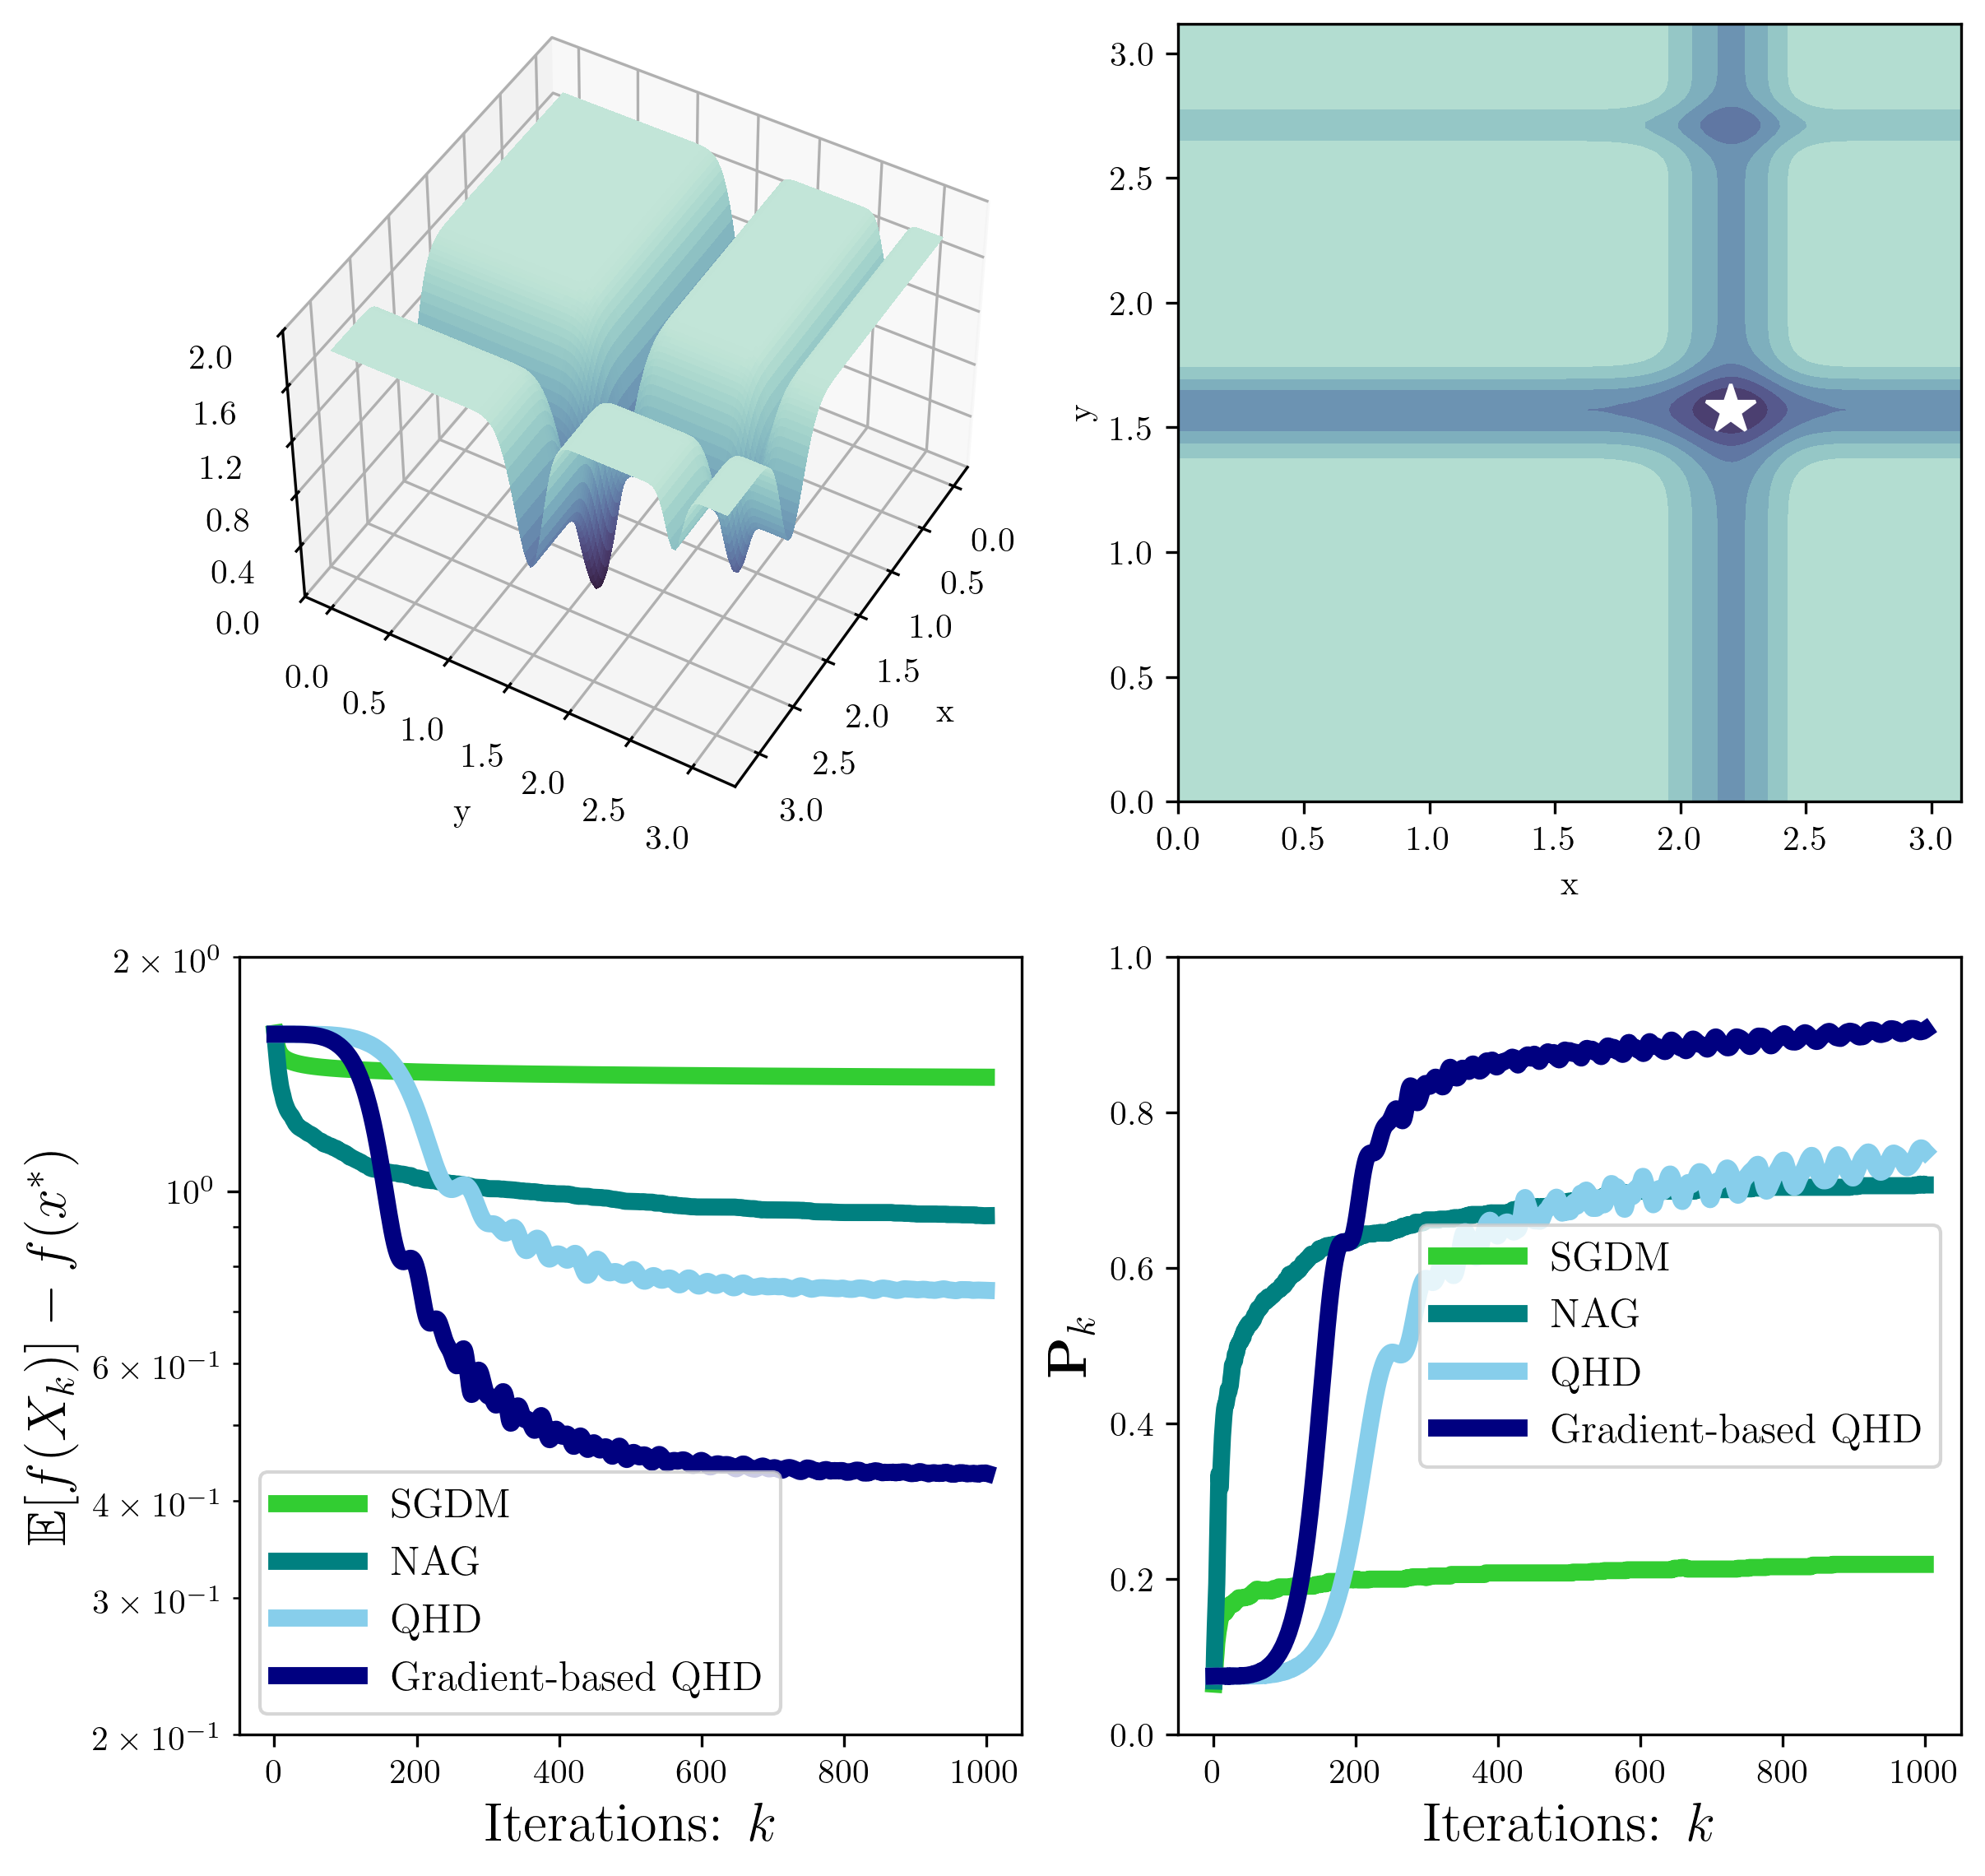 2.0
1.6
1.2
0.8
0.4
0.0
0.0
0.5
1.0
1.5
2.0
2.5
3.0
y
0.0
0.5
1.0
1.5
2.0
2.5
3.0
x
3.0
2.5
2.0
1.5
1.0
0.5
0.0
y
0.0 0.5 1.0 1.5 2.0 2.5 3.0
x
2 × 10⁰
10⁰
6 × 10⁻¹
4 × 10⁻¹
3 × 10⁻¹
2 × 10⁻¹
𝔼[f(X_k)] − f(x*)
SGDM
NAG
QHD
Gradient-based QHD
0 200 400 600 800 1000
Iterations: k
1.0
0.8
0.6
0.4
0.2
0.0
P_k
SGDM
NAG
QHD
Gradient-based QHD
0 200 400 600 800 1000
Iterations: k